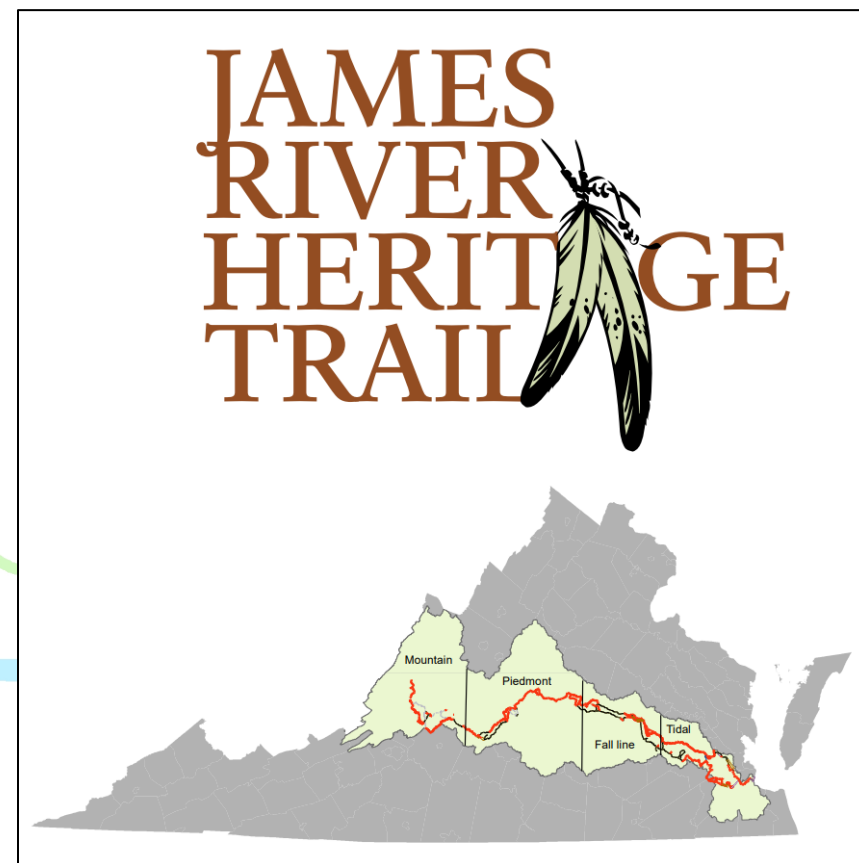 JAMES
RIVER
HERITAGE
TRAIL
Mountain
Piedmont
Tidal
Fall line